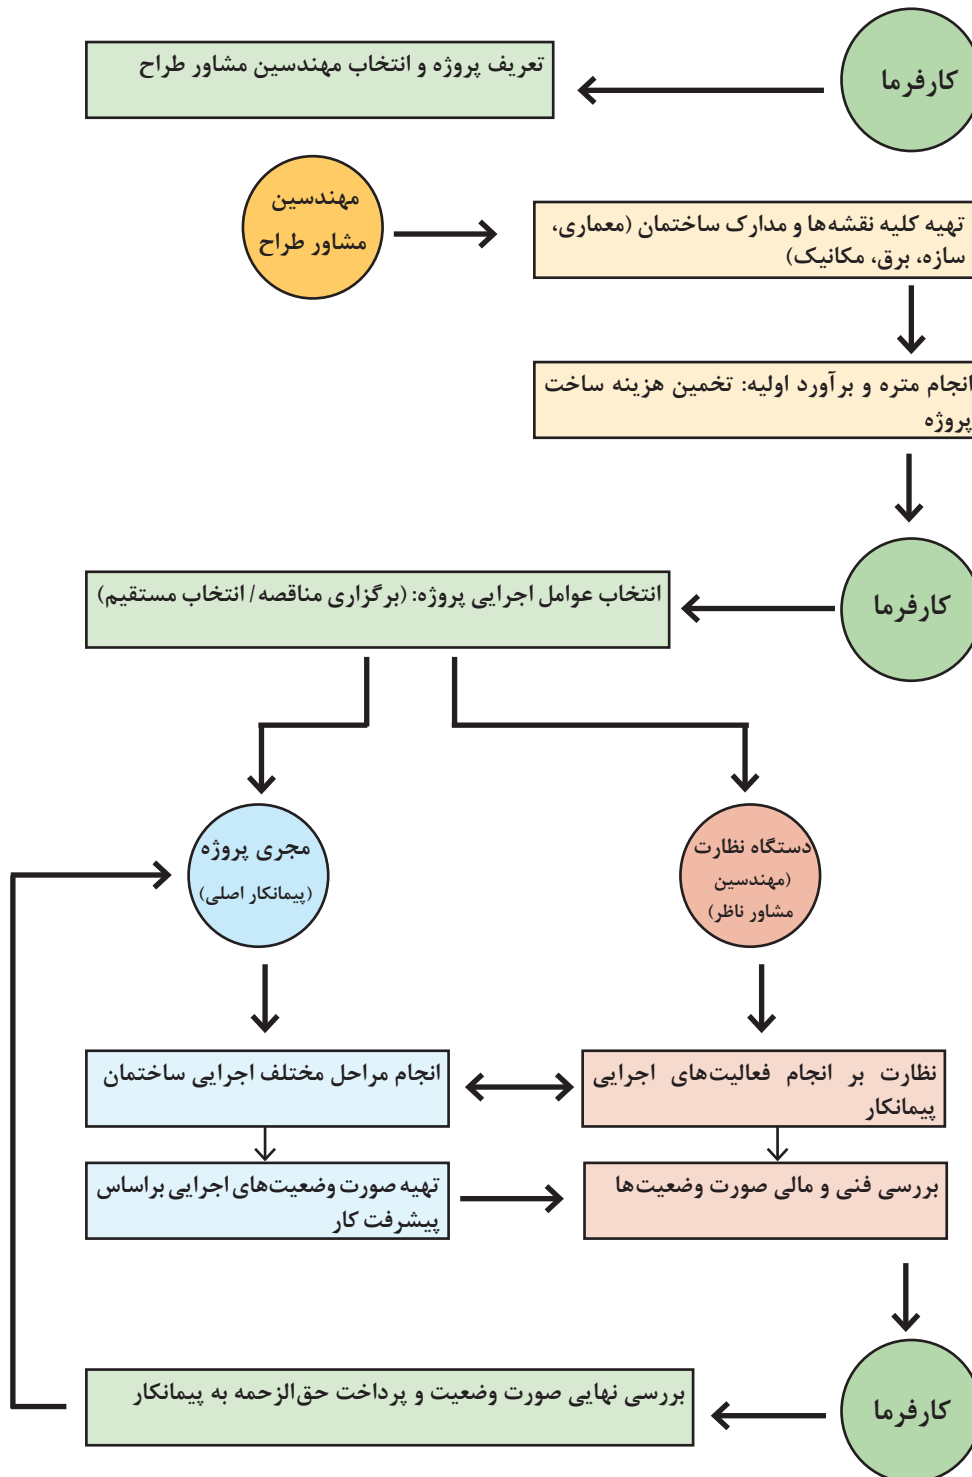 کارفرما
تعریف پروژه و انتخاب مهندسین مشاور طراح
مهندسین
مشاور طراح
تهیه کلیه نقشه‌ها و مدارک ساختمان (معماری،
سازه، برق، مکانیک)
انجام متره و برآورد اولیه: تخمین هزینه ساخت
پروژه
کارفرما
انتخاب عوامل اجرایی پروژه: (برگزاری مناقصه/ انتخاب مستقیم)
دستگاه نظارت
(مهندسین
مشاور ناظر)
مجری پروژه
(پیمانکار اصلی)
نظارت بر انجام فعالیت‌های اجرایی
پیمانکار
انجام مراحل مختلف اجرایی ساختمان
بررسی فنی و مالی صورت وضعیت‌ها
تهیه صورت وضعیت‌های اجرایی براساس
پیشرفت کار
کارفرما
بررسی نهایی صورت وضعیت و پرداخت حق‌الزحمه به پیمانکار